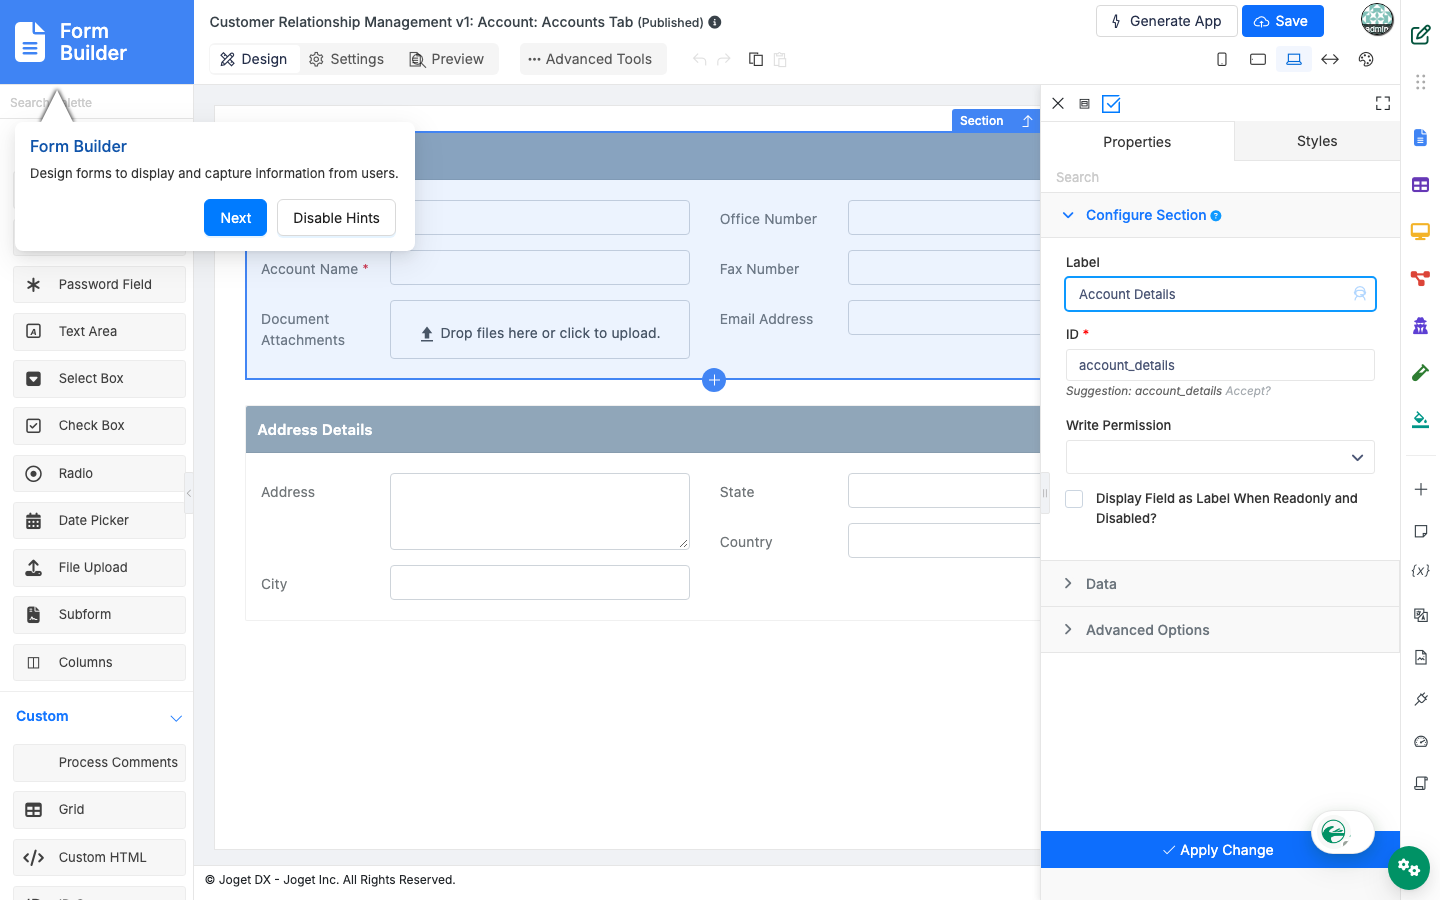 Form
Builder
Customer Relationship Management v1: Account: Accounts Tab (Published)
Generate App
Save
admin
Design
Settings
Preview
Advanced Tools
Form Builder
Design forms to display and capture information from users.
Next
Disable Hints
Password Field
Text Area
Select Box
Check Box
Radio
Date Picker
File Upload
Subform
Columns
Custom
Process Comments
Grid
Custom HTML
Section
Office Number
Account Name *
Fax Number
Document
Attachments
Drop files here or click to upload.
Email Address
Address Details
Address
State
Country
City
© Joget DX - Joget Inc. All Rights Reserved.
Properties
Styles
Search
Configure Section
Label
Account Details
ID *
account_details
Suggestion: account_details Accept?
Write Permission
Display Field as Label When Readonly and
Disabled?
Data
Advanced Options
Apply Change
{x}